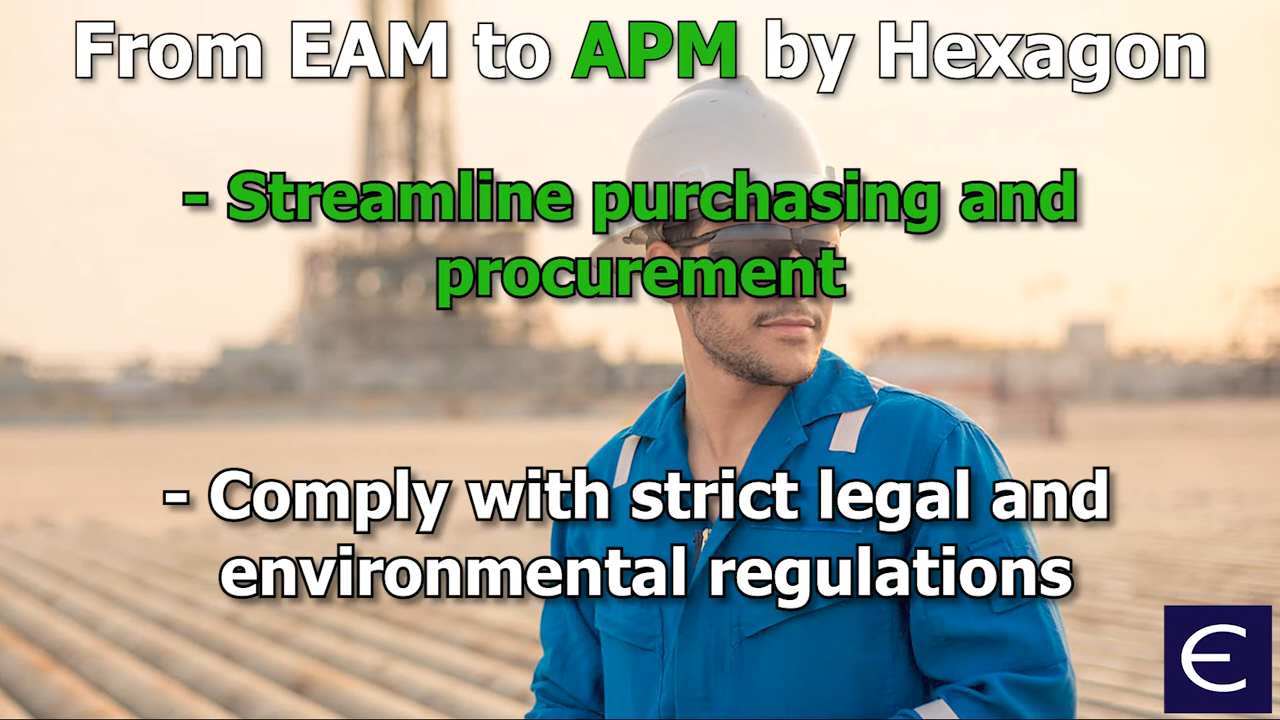 From EAM to APM by Hexagon
- Streamline purchasing and
procurement
- Comply with strict legal and
environmental regulations